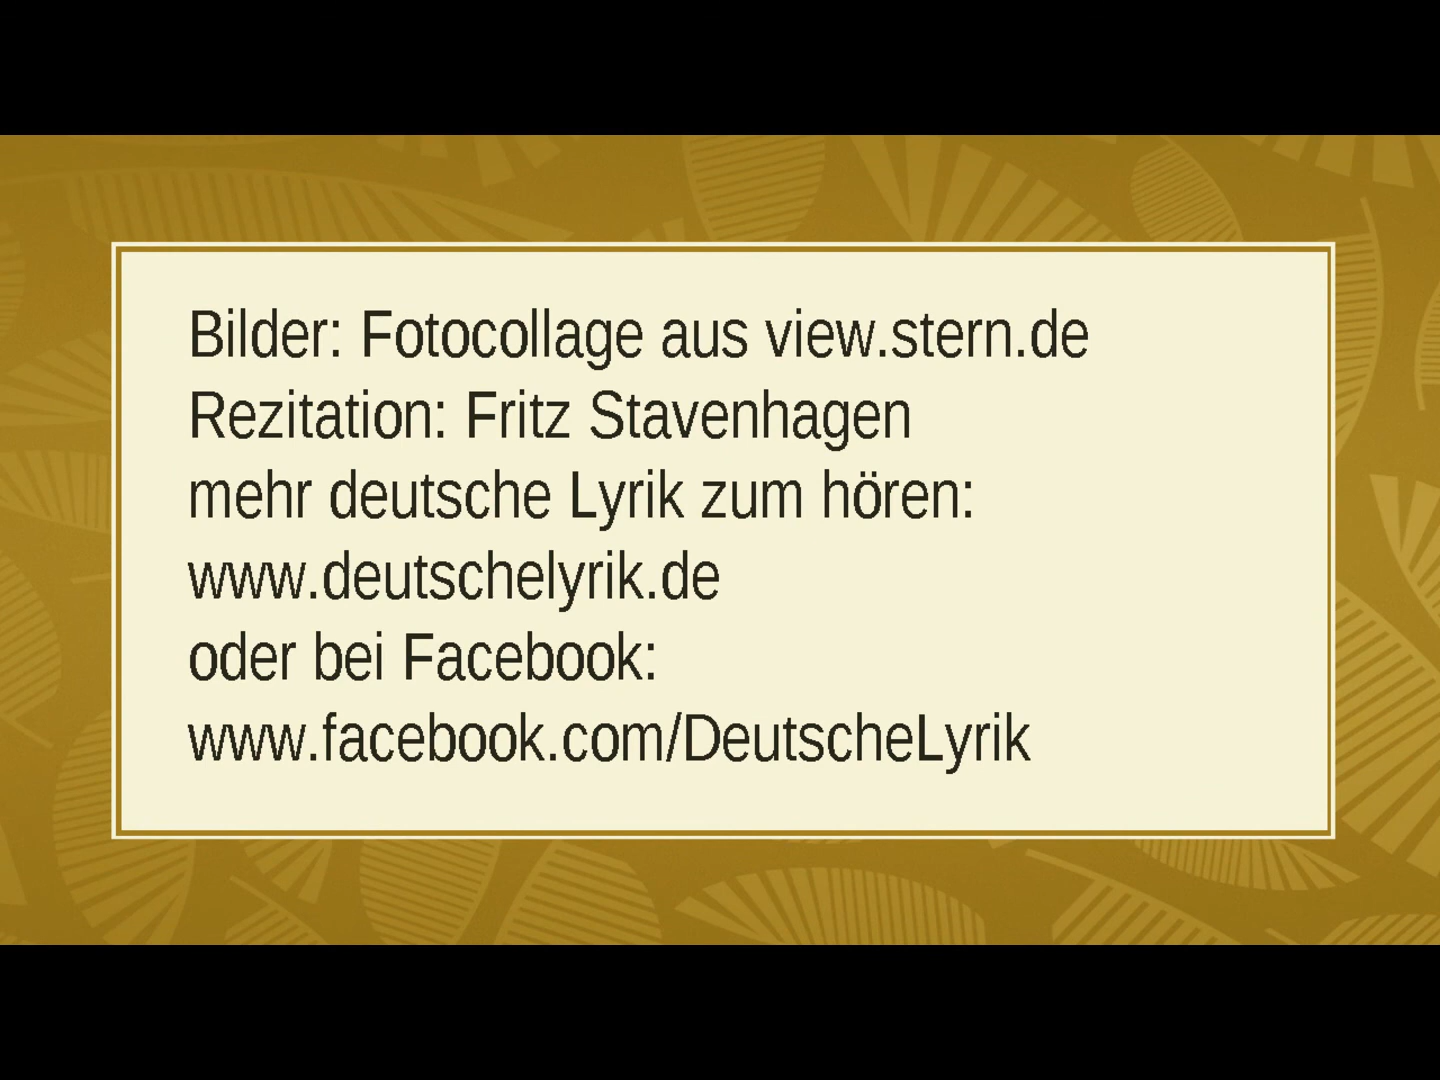 Bilder: Fotocollage aus view.stern.de
Rezitation: Fritz Stavenhagen
mehr deutsche Lyrik zum hören:
www.deutschelyrik.de
oder bei Facebook:
www.facebook.com/DeutscheLyrik